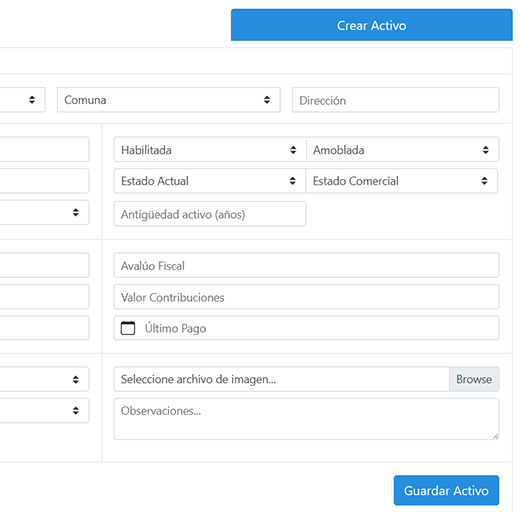 Crear Activo
Comuna
Dirección
Habilitada
Amoblada
Estado Actual
Estado Comercial
Antigüedad activo (años)
Avalúo Fiscal
Valor Contribuciones
Último Pago
Seleccione archivo de imagen...
Browse
Observaciones...
Guardar Activo